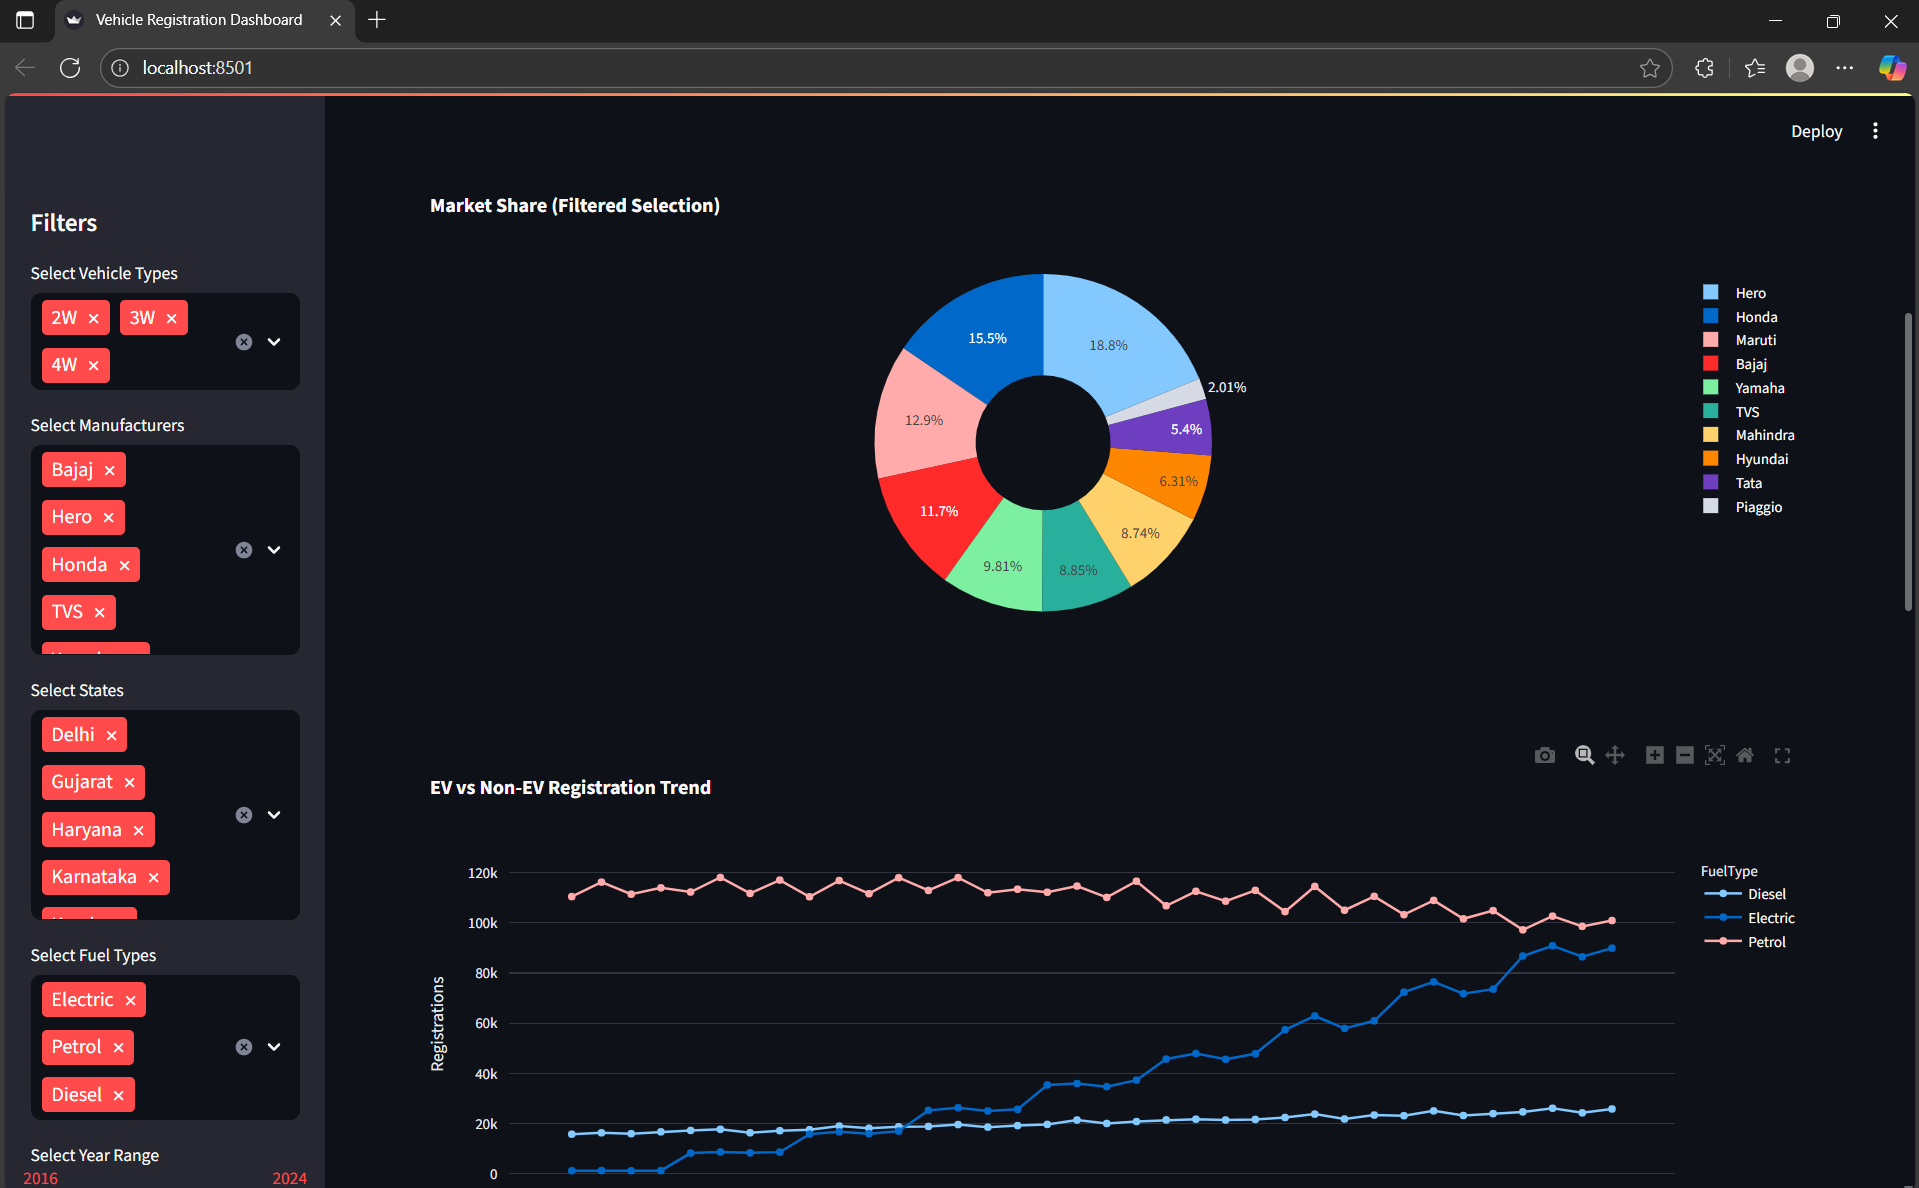 Vehicle Registration Dashboard
localhost:8501
Deploy
Filters
Select Vehicle Types
2W 3W
4W
Select Manufacturers
Bajaj
Hero
Honda
TVS
Select States
Delhi
Gujarat
Haryana
Karnataka
Select Fuel Types
Electric
Petrol
Diesel
Select Year Range
2016 2024
Market Share (Filtered Selection)
18.8%
2.01%
5.4%
6.31%
8.74%
8.85%
9.81%
11.7%
12.9%
15.5%
Hero
Honda
Maruti
Bajaj
Yamaha
TVS
Mahindra
Hyundai
Tata
Piaggio
EV vs Non-EV Registration Trend
Registrations
120k
100k
80k
60k
40k
20k
0
FuelType
Diesel
Electric
Petrol